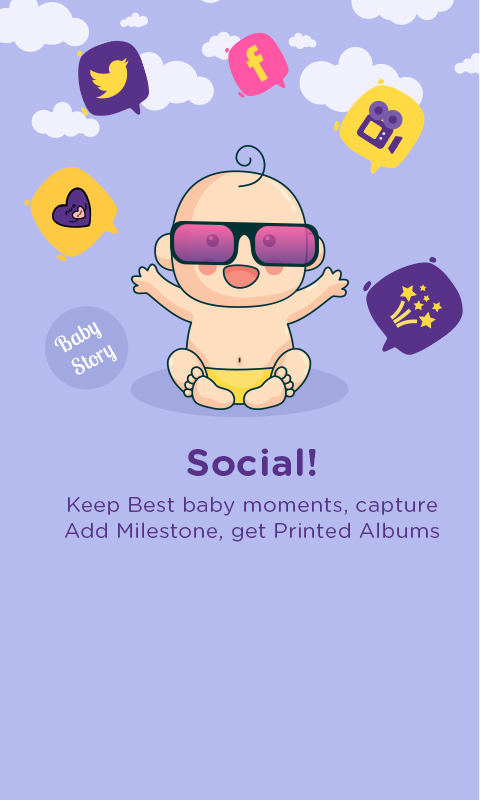 Baby
Story
Social!
Keep Best baby moments, capture
Add Milestone, get Printed Albums